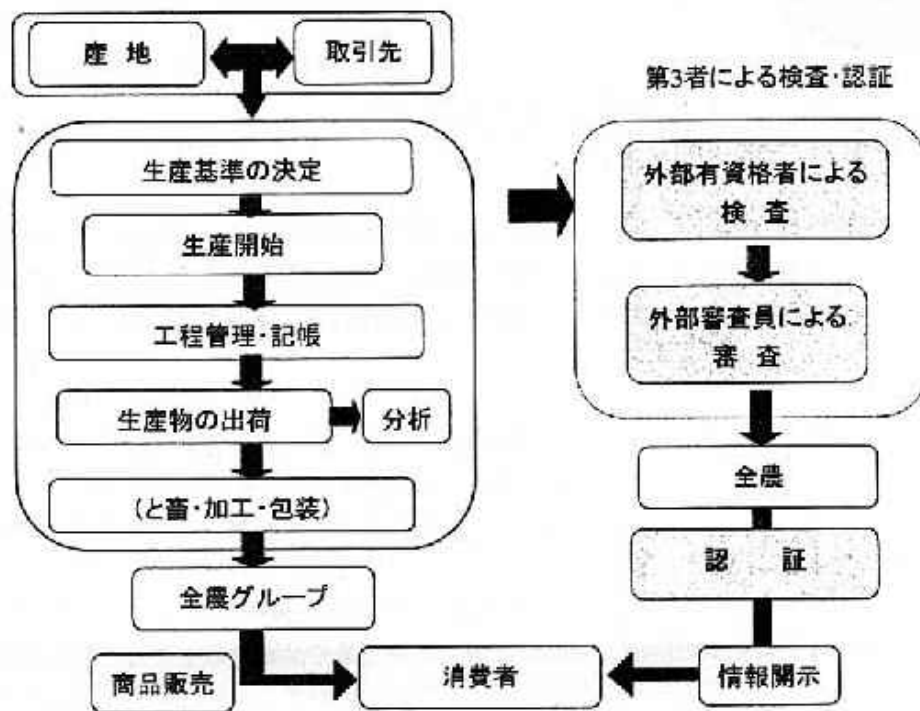 産 地
取引先
第3者による検査・認証
生産基準の決定
生産開始
工程管理・記帳
生産物の出荷
分析
(と畜・加工・包装)
全農グループ
商品販売
外部有資格者による
検 査
外部審査員による
審 査
全農
認 証
情報開示
消費者